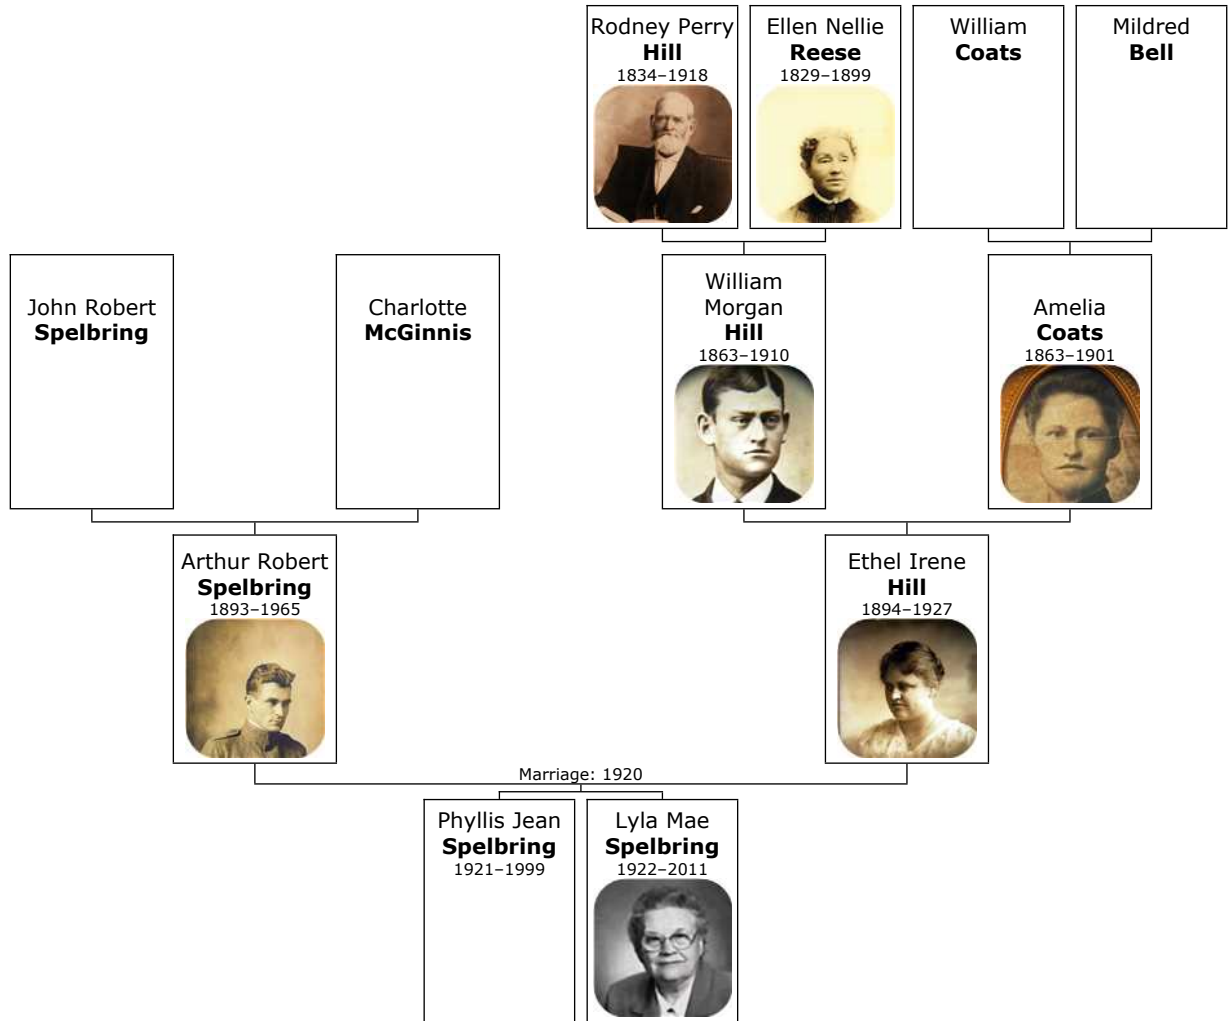 Rodney Perry
Hill
1834–1918
Ellen Nellie
Reese
1829–1899
William
Coats
Mildred
Bell
John Robert
Spelbring
Charlotte
McGinnis
William
Morgan
Hill
1863–1910
Amelia
Coats
1863–1901
Arthur Robert
Spelbring
1893–1965
Ethel Irene
Hill
1894–1927
Marriage: 1920
Phyllis Jean
Spelbring
1921–1999
Lyla Mae
Spelbring
1922–2011